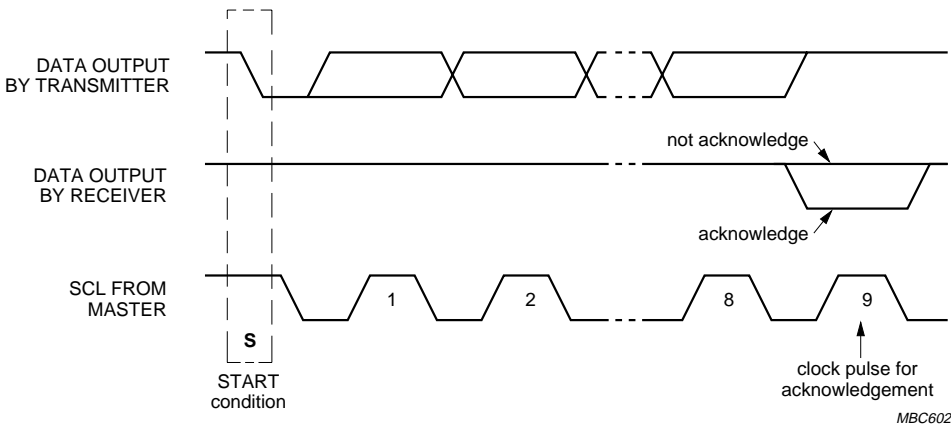 DATA OUTPUT
BY TRANSMITTER
not acknowledge
DATA OUTPUT
BY RECEIVER
acknowledge
SCL FROM
MASTER
1
2
8
9
S
START
condition
clock pulse for
acknowledgement
MBC602